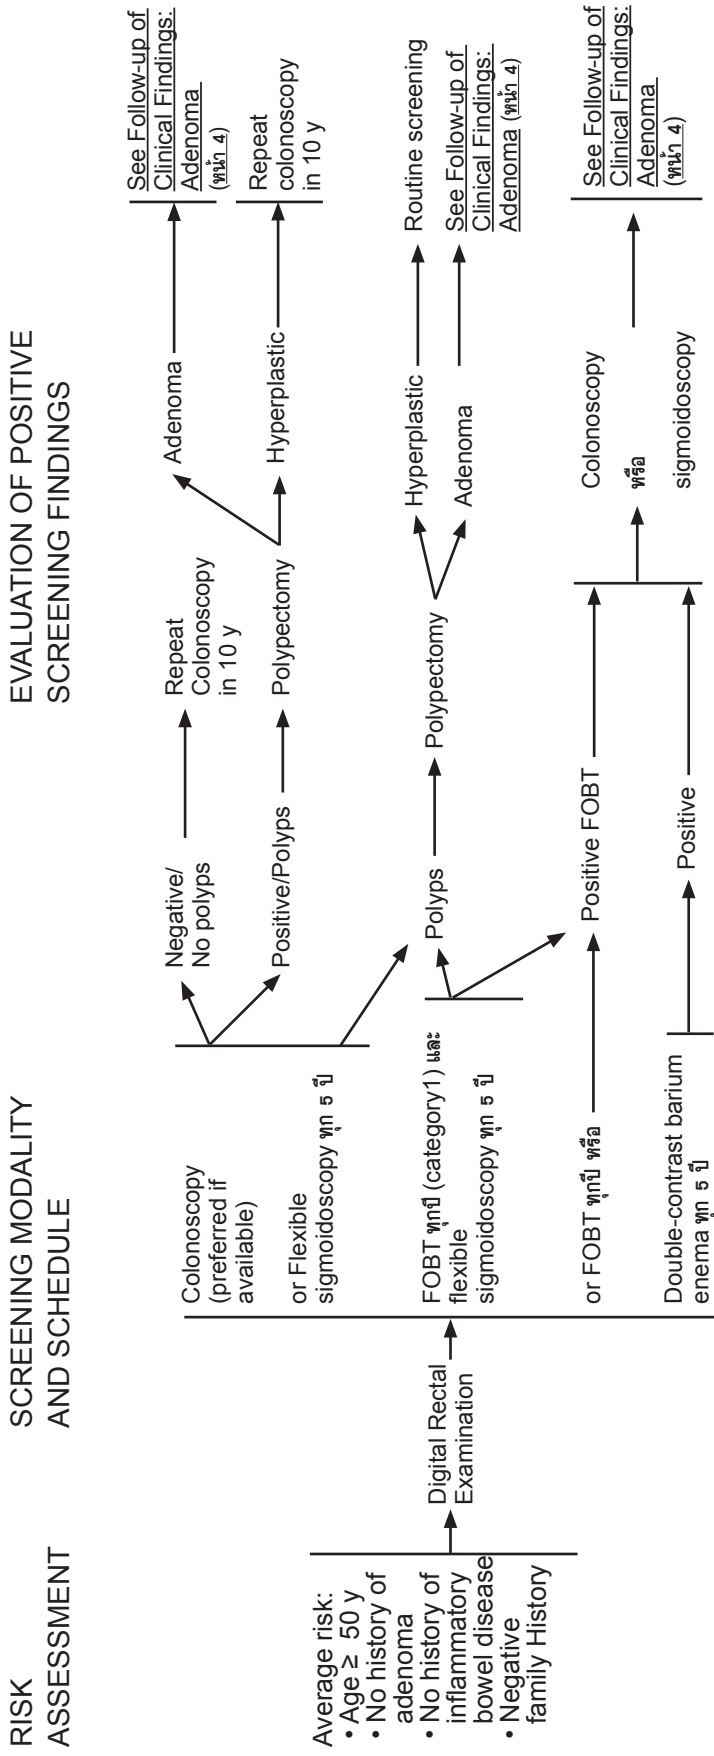 RISK
ASSESSMENT
SCREENING MODALITY
AND SCHEDULE
EVALUATION OF POSITIVE
SCREENING FINDINGS
Average risk:
• Age ≥ 50 y
• No history of
adenoma
• No history of
inflammatory
bowel disease
• Negative
family History
Digital Rectal
Examination
Colonoscopy
(preferred if
available)
or Flexible
sigmoidoscopy ทุก 5 ปี
FOBT ทุกปี (category1) และ
flexible
sigmoidoscopy ทุก 5 ปี
or FOBT ทุกปี หรือ
Double-contrast barium
enema ทุก 5 ปี
Negative/
No polyps
Repeat
Colonoscopy
in 10 y
Positive/Polyps
Polypectomy
Adenoma
See Follow-up of
Clinical Findings:
Adenoma
(หน้า 4)
Hyperplastic
Repeat
colonoscopy
in 10 y
Polyps
Polypectomy
Hyperplastic
Routine screening
Adenoma
See Follow-up of
Clinical Findings:
Adenoma (หน้า 4)
Positive FOBT
Positive
Colonoscopy
หรือ
sigmoidoscopy
See Follow-up of
Clinical Findings:
Adenoma
(หน้า 4)